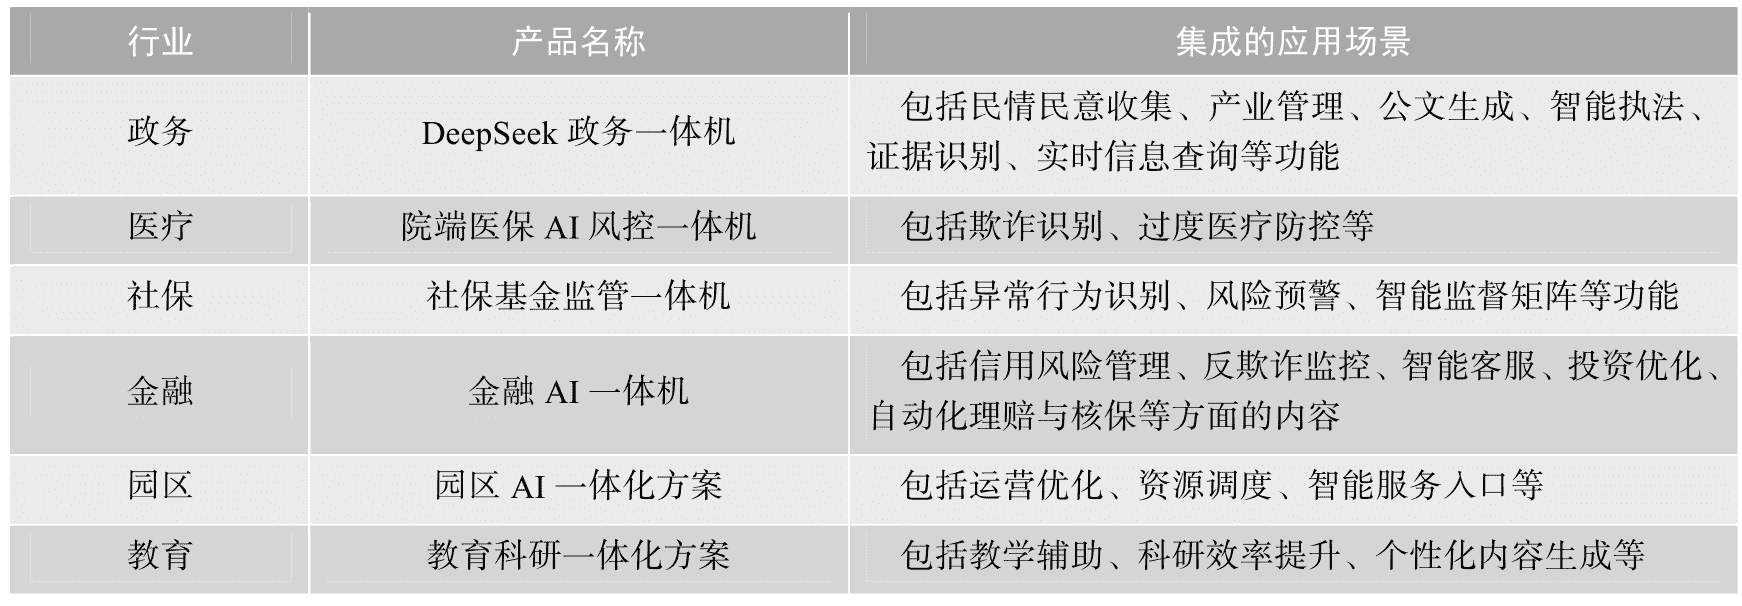 行业 产品名称 集成的应用场景
政务 DeepSeek 政务一体机 包括民情民意收集、产业管理、公文生成、智能执法、
证据识别、实时信息查询等功能
医疗 院端医保 AI 风控一体机 包括欺诈识别、过度医疗防控等
社保 社保基金监管一体机 包括异常行为识别、风险预警、智能监督矩阵等功能
金融 金融 AI 一体机 包括信用风险管理、反欺诈监控、智能客服、投资优化、
自动化理赔与核保等方面的内容
园区 园区 AI 一体化方案 包括运营优化、资源调度、智能服务入口等
教育 教育科研一体化方案 包括教学辅助、科研效率提升、个性化内容生成等